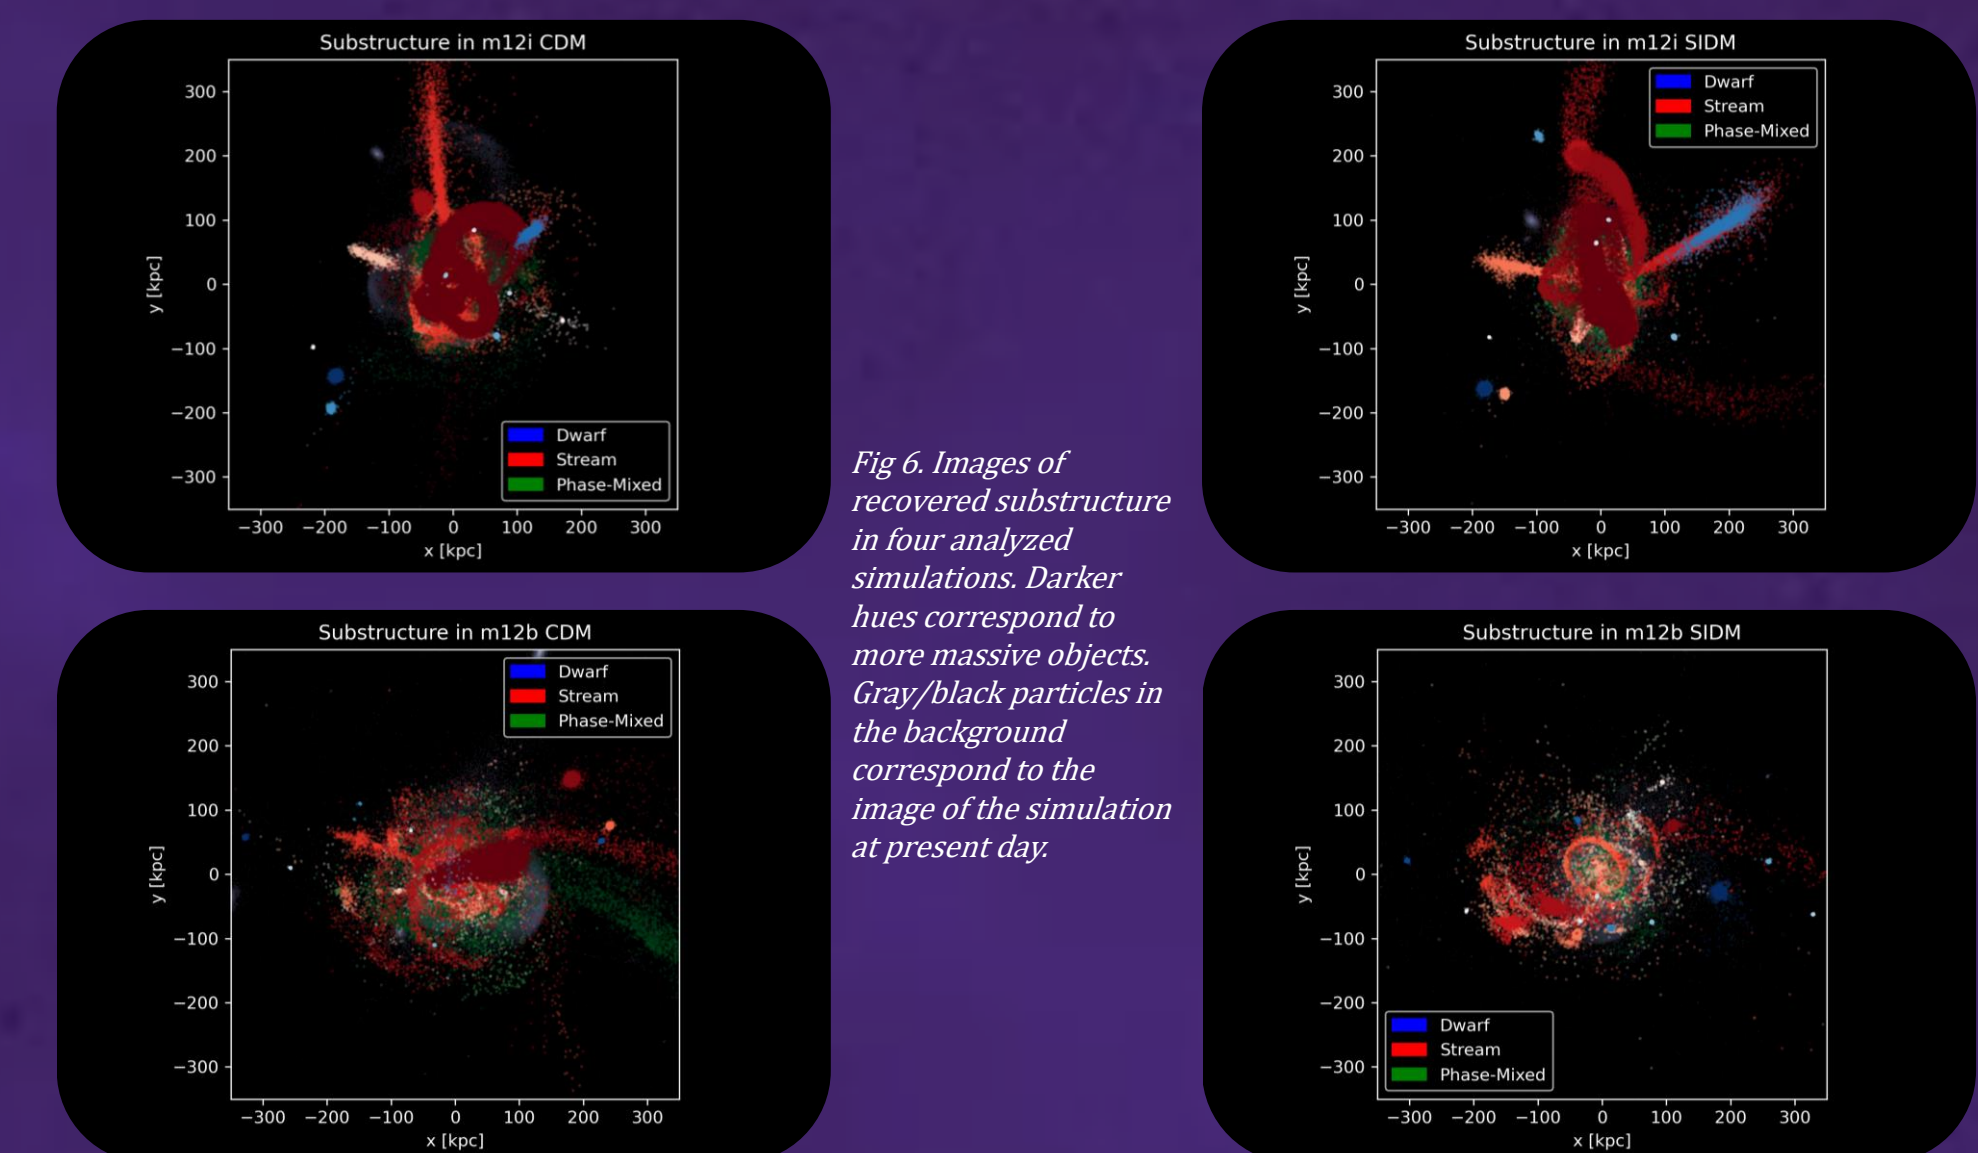 Substructure in m12i CDM
y [kpc]
300
200
100
0
−100
−200
−300
Dwarf
Stream
Phase-Mixed
−300 −200 −100 0 100 200 300
x [kpc]
Substructure in m12i SIDM
y [kpc]
300
200
100
0
−100
−200
−300
Dwarf
Stream
Phase-Mixed
−300 −200 −100 0 100 200 300
x [kpc]
Fig 6. Images of
recovered substructure
in four analyzed
simulations. Darker
hues correspond to
more massive objects.
Gray/black particles in
the background
correspond to the
image of the simulation
at present day.
Substructure in m12b CDM
y [kpc]
300
200
100
0
−100
−200
−300
Dwarf
Stream
Phase-Mixed
−300 −200 −100 0 100 200 300
x [kpc]
Substructure in m12b SIDM
y [kpc]
300
200
100
0
−100
−200
−300
Dwarf
Stream
Phase-Mixed
−300 −200 −100 0 100 200 300
x [kpc]